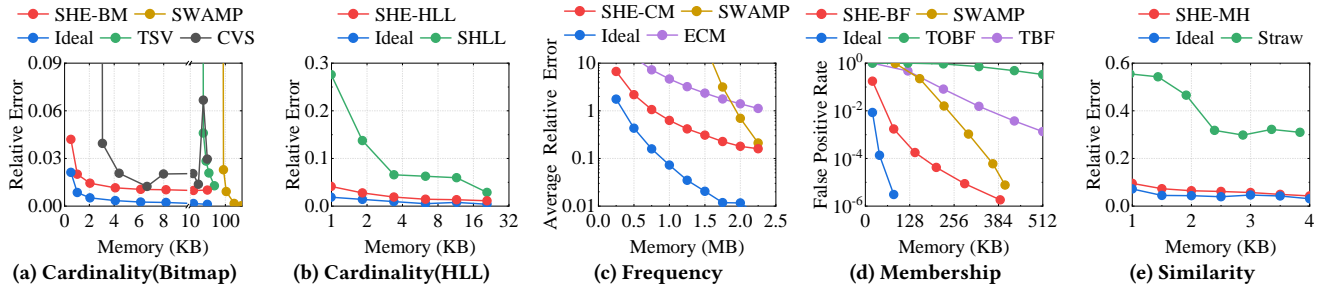 SHE-BM SWAMP
Ideal TSV CVS
0.09
0.06
0.03
0.00
Relative Error
0 2 4 6 8 10 100
Memory (KB)
(a) Cardinality(Bitmap)
SHE-HLL
Ideal SHLL
0.3
0.2
0.1
0.0
Relative Error
1 2 4 8 16 32
Memory (KB)
(b) Cardinality(HLL)
SHE-CM SWAMP
Ideal ECM
10
1
0.1
0.01
Average Relative Error
0.0 0.5 1.0 1.5 2.0
Memory (MB)
(c) Frequency
SHE-BF SWAMP
Ideal TOBF TBF
10^0
10^-2
10^-4
10^-6
False Positive Rate
0 128 256 384 512
Memory (KB)
(d) Membership
SHE-MH
Ideal Straw
0.6
0.4
0.2
0.0
Relative Error
1 2 3 4
Memory (KB)
(e) Similarity